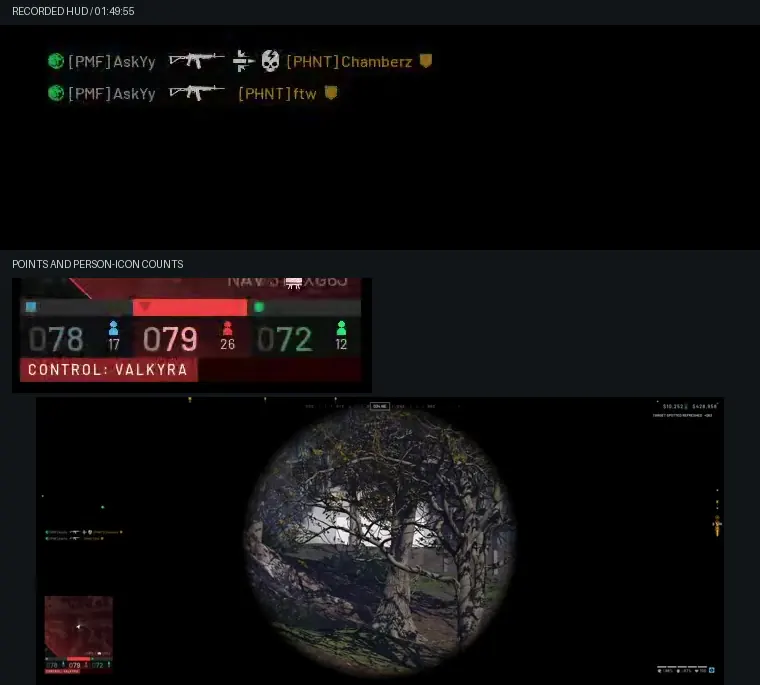 RECORDED HUD / 01:49:55
[PMF]AskYy [PHNT]Chamberz
[PMF]AskYy [PHNT]ftw
POINTS AND PERSON-ICON COUNTS
078 17 079 26 072 12
CONTROL: VALKYRA